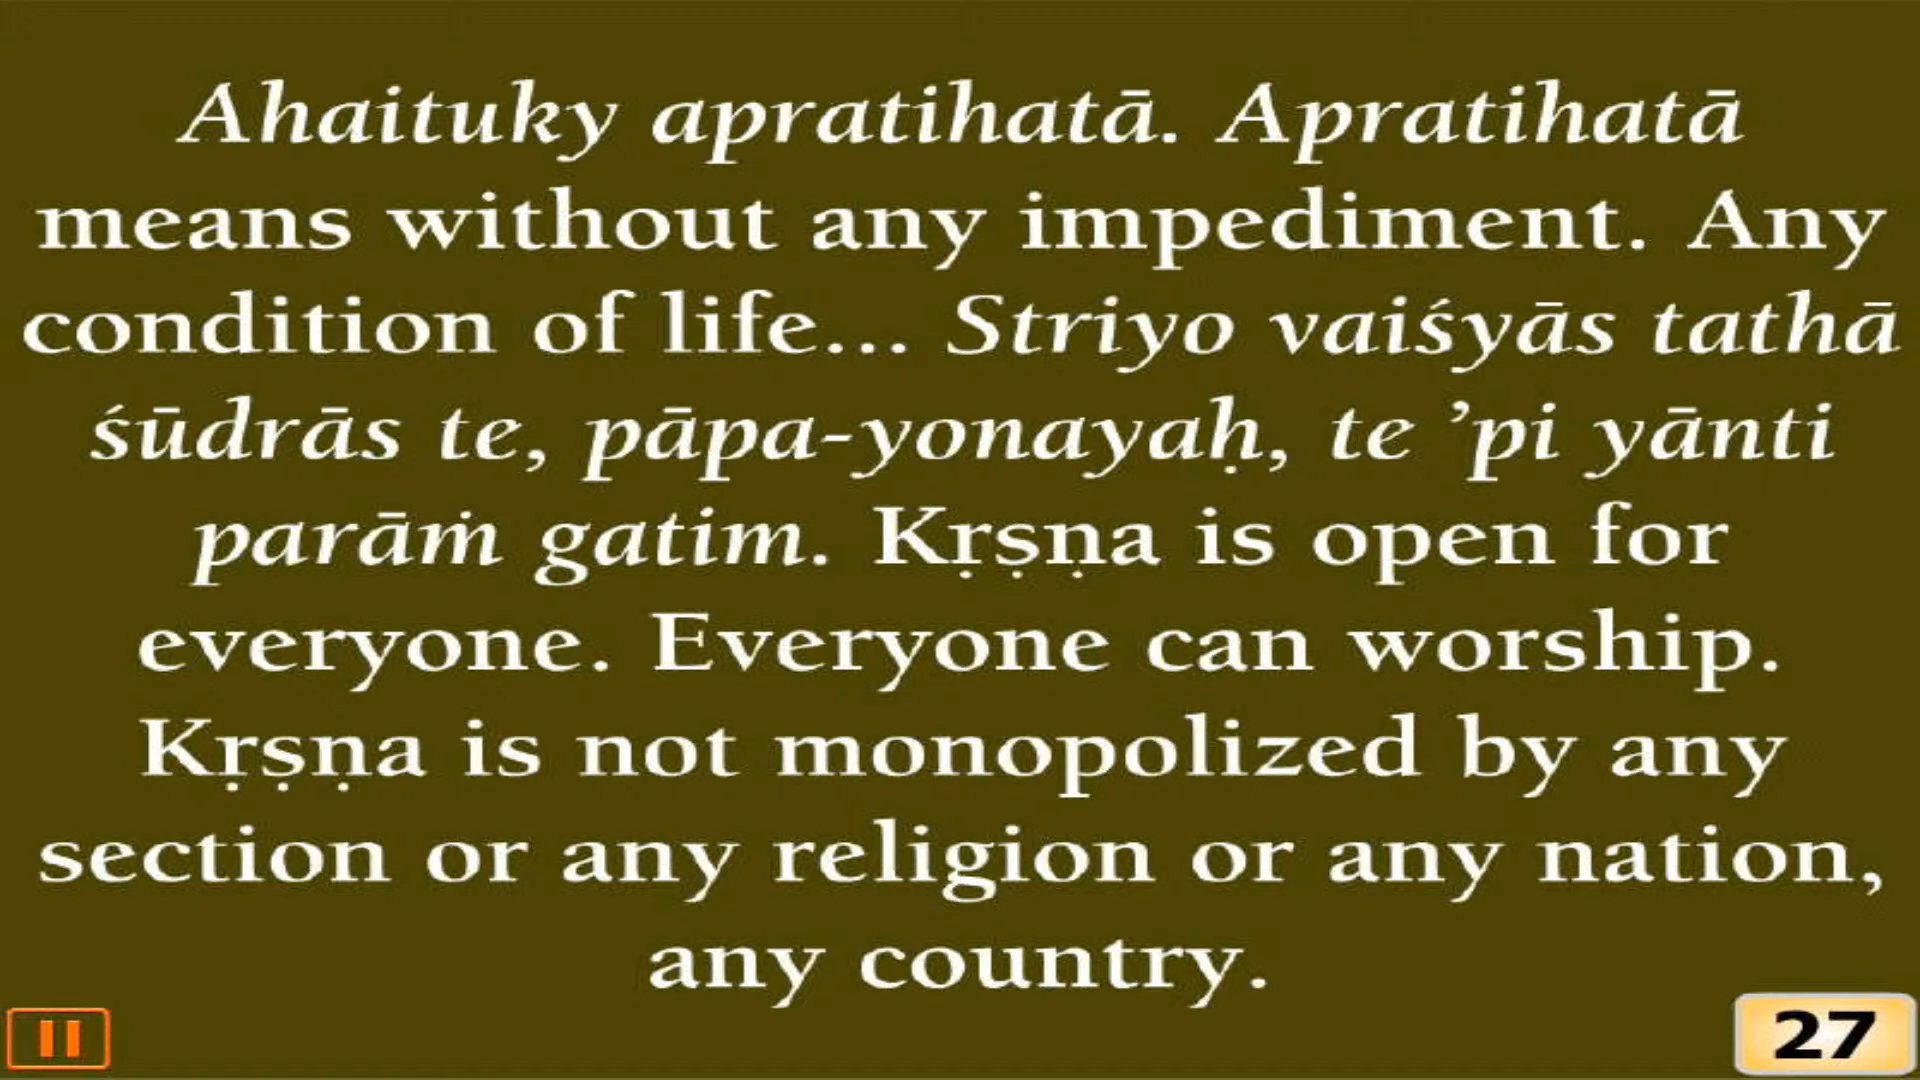 Ahaituky apratihatā. Apratihatā
means without any impediment. Any
condition of life... Striyo vaiśyās tathā
śūdrās te, pāpa-yonayaḥ, te ’pi yānti
parāṁ gatim. Kṛṣṇa is open for
everyone. Everyone can worship.
Kṛṣṇa is not monopolized by any
section or any religion or any nation,
any country.
27